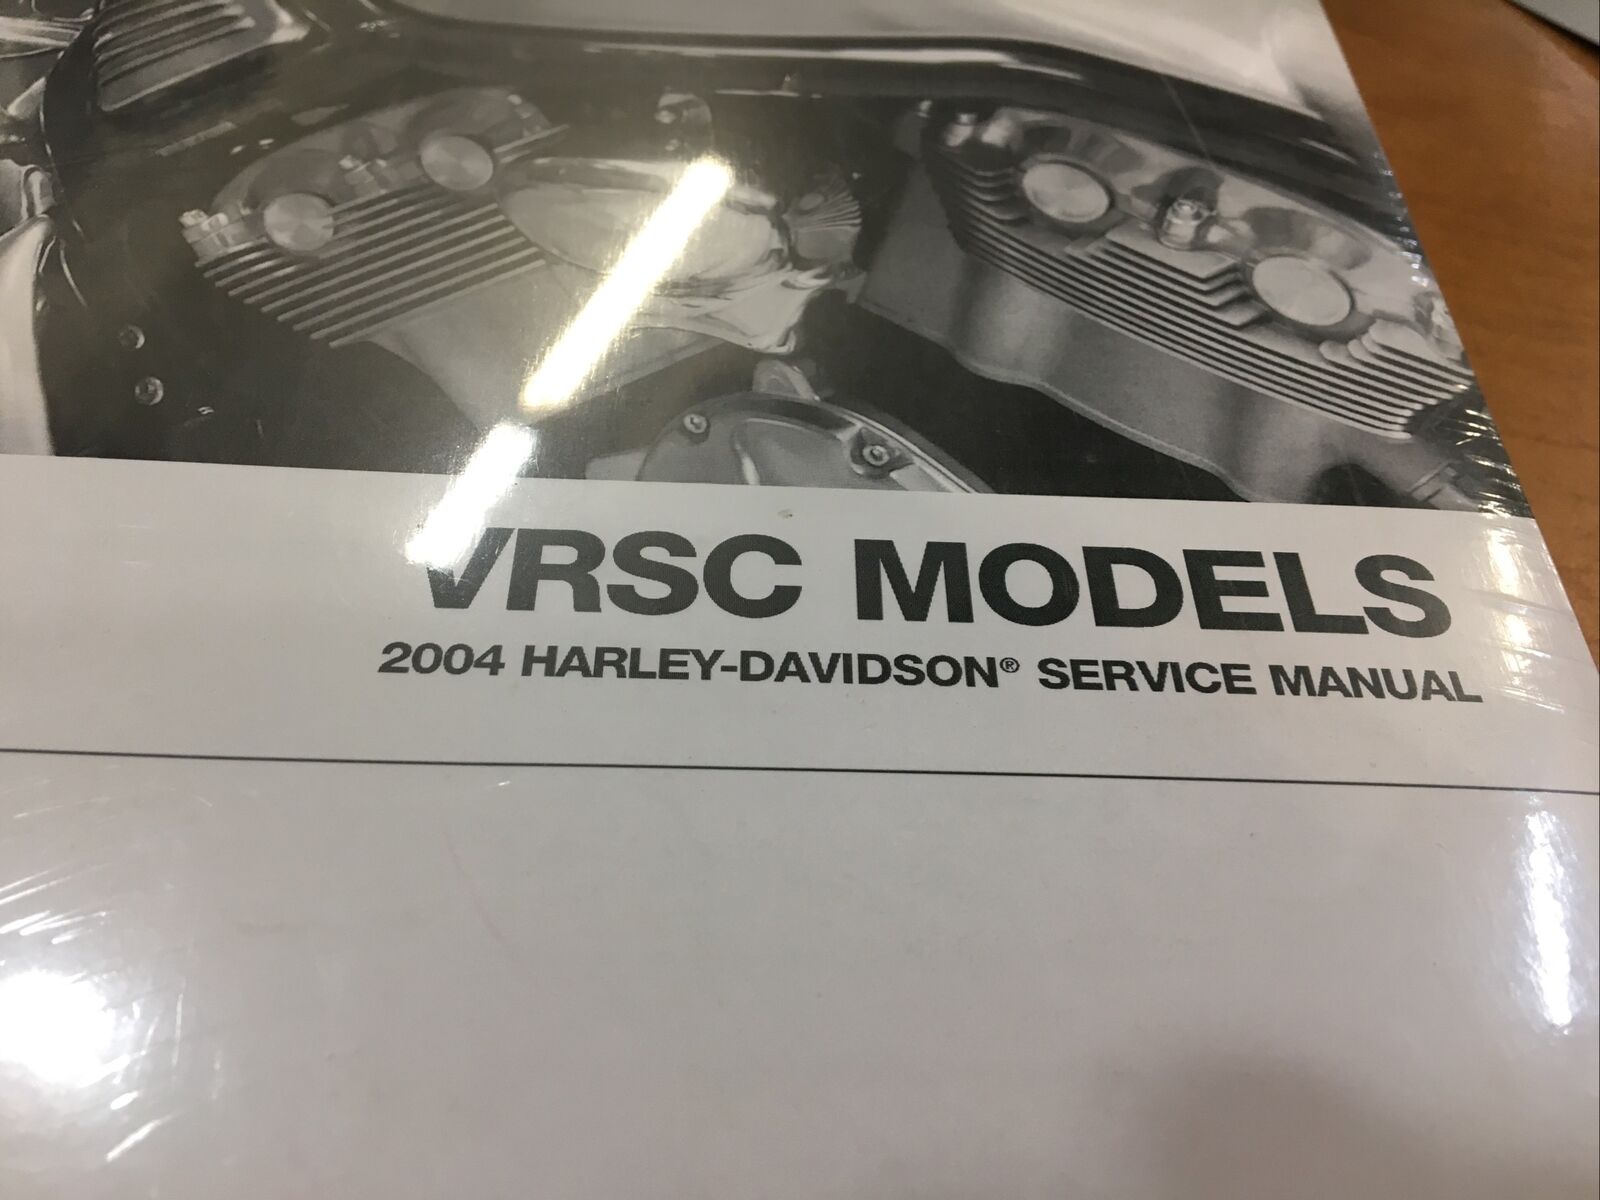 VRSC MODELS
2004 HARLEY-DAVIDSON® SERVICE MANUAL